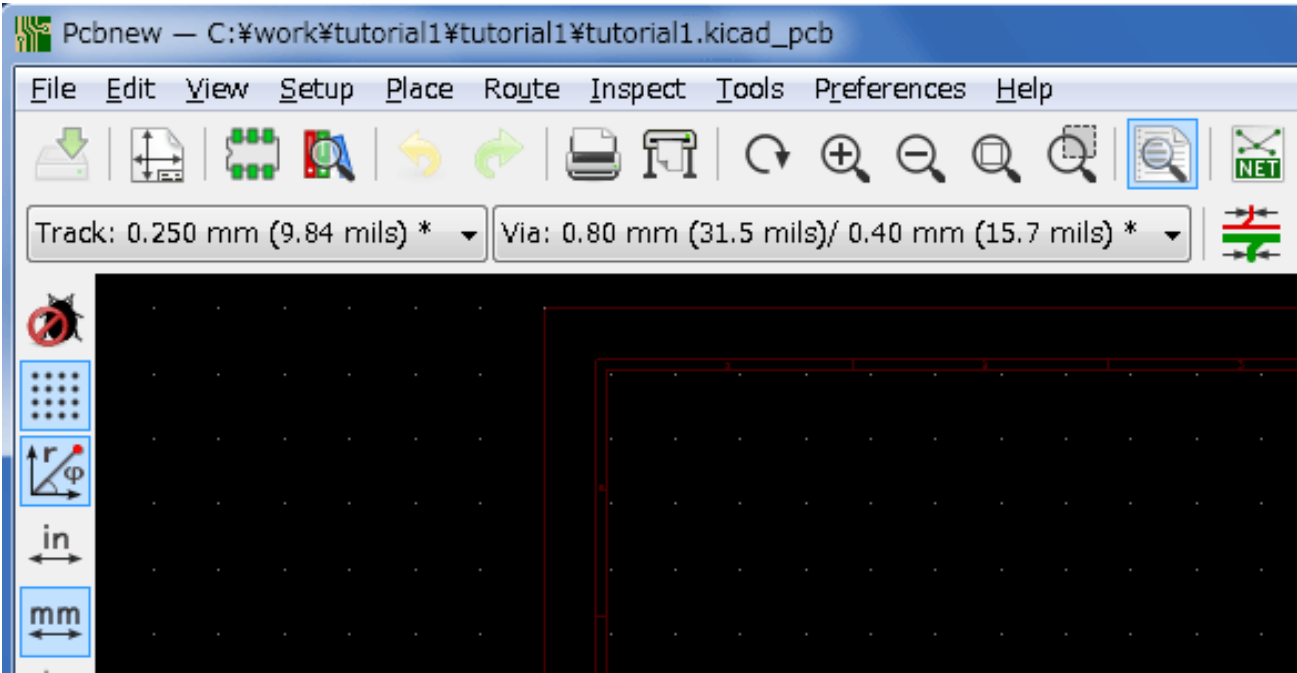 Pcbnew — C:¥work¥tutorial1¥tutorial1¥tutorial1.kicad_pcb
File Edit View Setup Place Route Inspect Tools Preferences Help
NET
Track: 0.250 mm (9.84 mils) * Via: 0.80 mm (31.5 mils)/ 0.40 mm (15.7 mils) *
r φ
in
mm